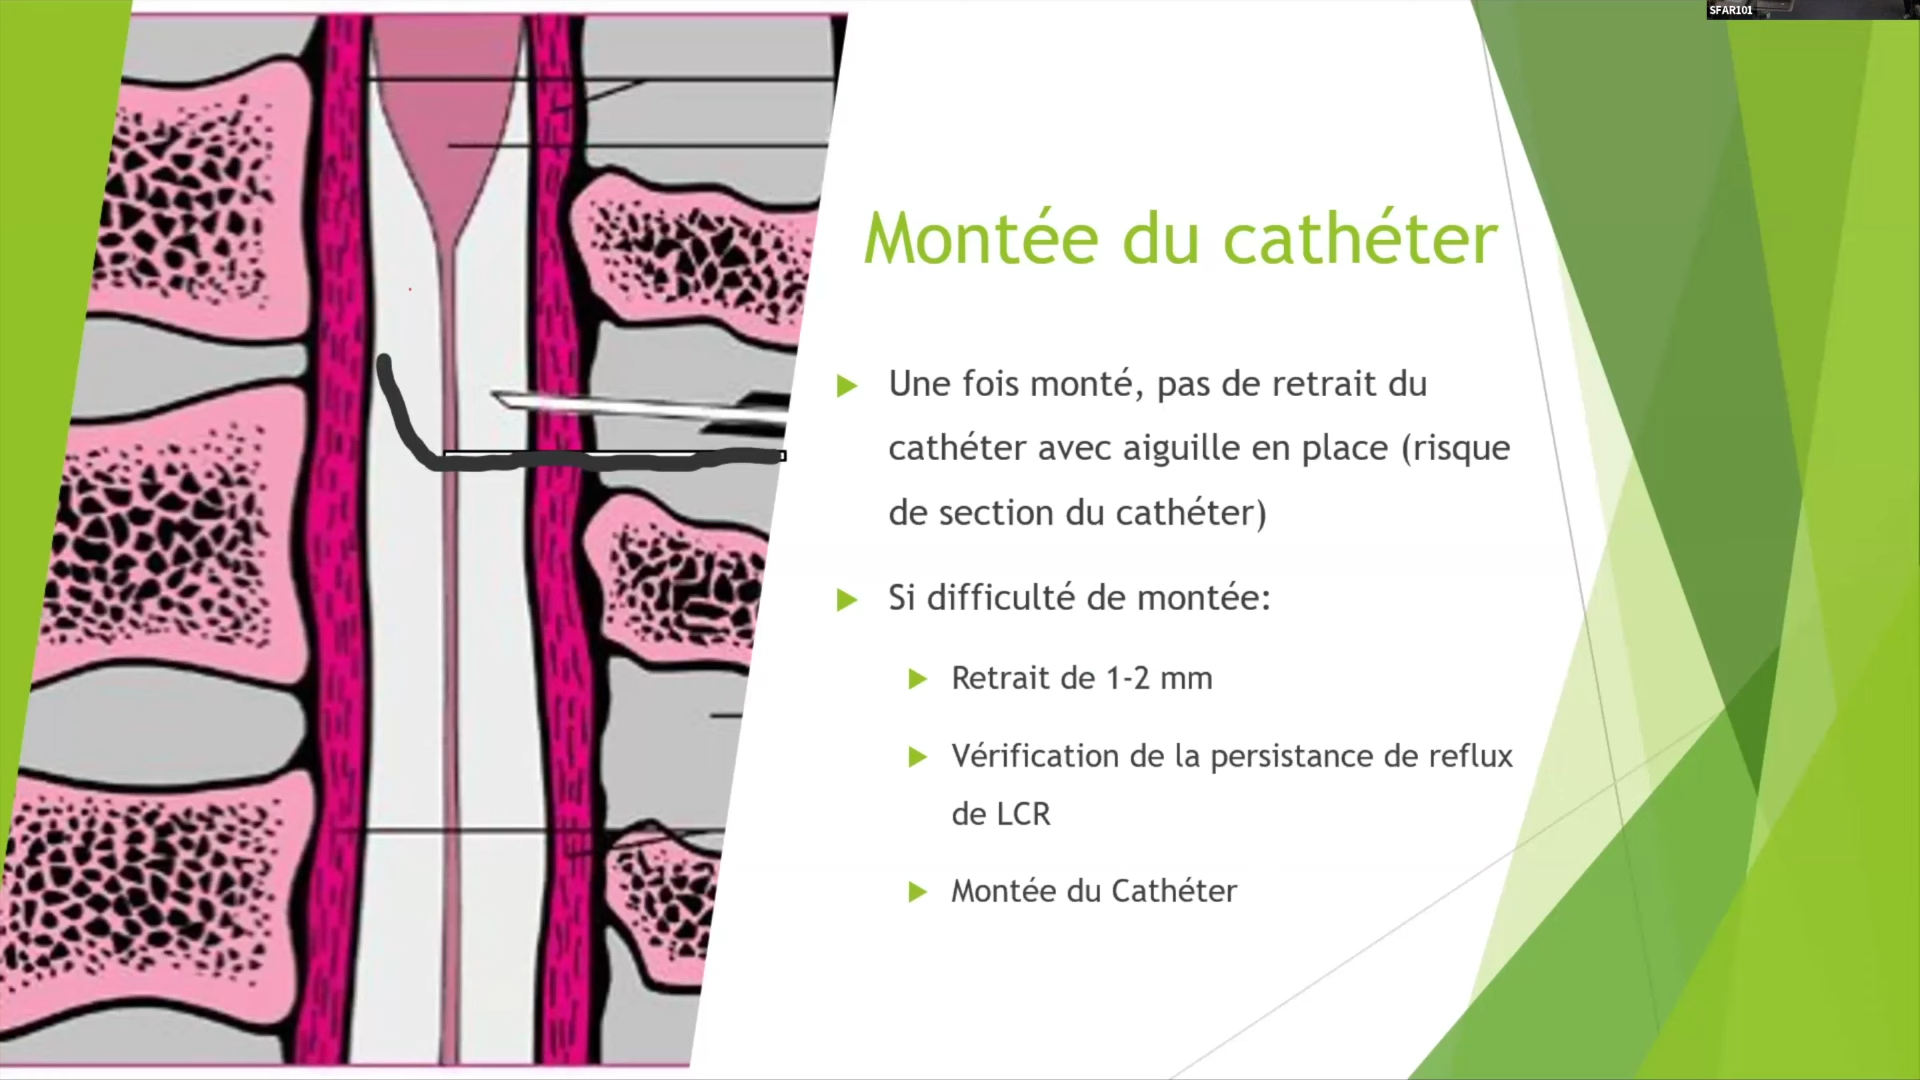 SFAR101
Montée du cathéter
Une fois monté, pas de retrait du
cathéter avec aiguille en place (risque
de section du cathéter)
Si difficulté de montée:
Retrait de 1-2 mm
Vérification de la persistance de reflux
de LCR
Montée du Cathéter